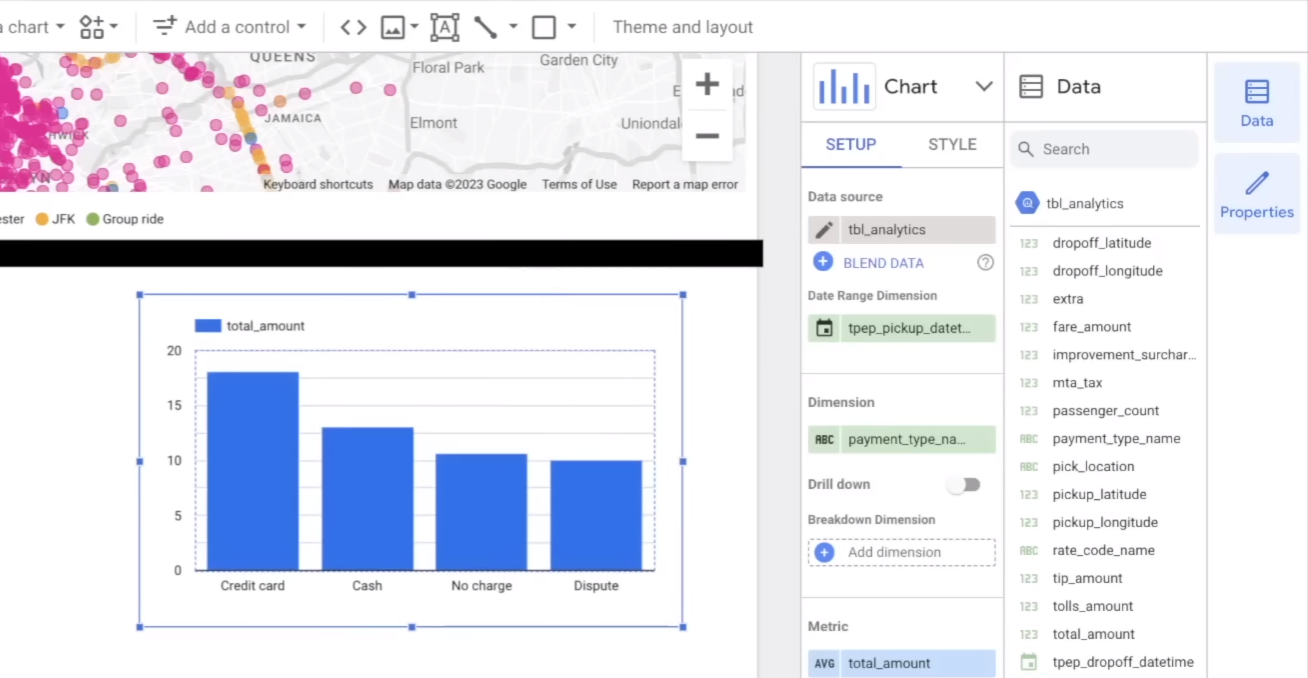 chart
Add a control
A
Theme and layout
QUEENS
Floral Park
Garden City
JAMAICA
Elmont
Uniondal
Keyboard shortcuts Map data ©2023 Google Terms of Use Report a map error
ester JFK Group ride
total_amount
20
15
10
5
0
Credit card Cash No charge Dispute
Chart
SETUP STYLE
Data source
tbl_analytics
BLEND DATA ?
Date Range Dimension
tpep_pickup_datet...
Dimension
ABC payment_type_na...
Drill down
Breakdown Dimension
Add dimension
Metric
AVG total_amount
Data
Search
tbl_analytics
123 dropoff_latitude
123 dropoff_longitude
123 extra
123 fare_amount
123 improvement_surchar...
123 mta_tax
123 passenger_count
ABC payment_type_name
ABC pick_location
123 pickup_latitude
123 pickup_longitude
ABC rate_code_name
123 tip_amount
123 tolls_amount
123 total_amount
tpep_dropoff_datetime
Data
Properties